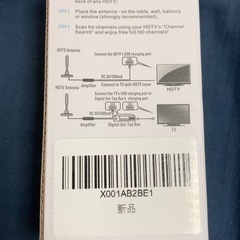 back of any HDTV.
STEP 2 Place the antenna - on the table, wall, balcony
or window (strongly recommended).
STEP 3 Scan for channels using your HDTV's "Channel
Search" and enjoy free full HD channels!
HDTV Antenna
Connect the HDTV's USB charging port
DC 5V/500mA
Amplifier
Connect to TV with HDTV tuner
HDTV
HDTV Antenna
Connect the TV's USB charging port or
Digital Set-Top Box's charging port
DC 5V/500mA
Amplifier
Digital Set-Top Box
TV
X001AB2BE1
新品